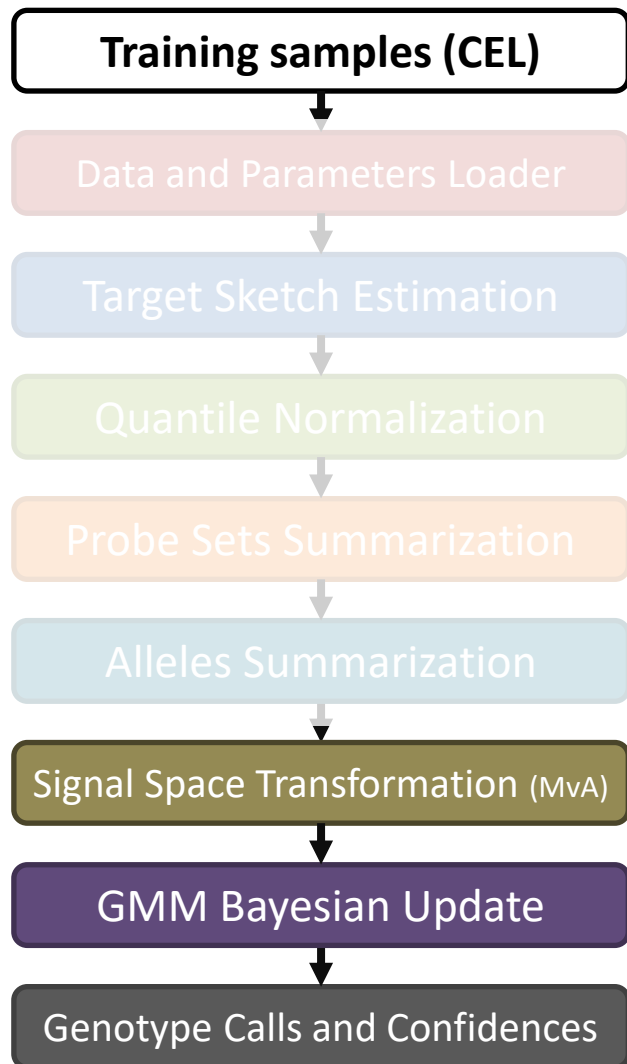 Training samples (CEL)
Data and Parameters Loader
Target Sketch Estimation
Quantile Normalization
Probe Sets Summarization
Alleles Summarization
Signal Space Transformation (MvA)
GMM Bayesian Update
Genotype Calls and Confidences